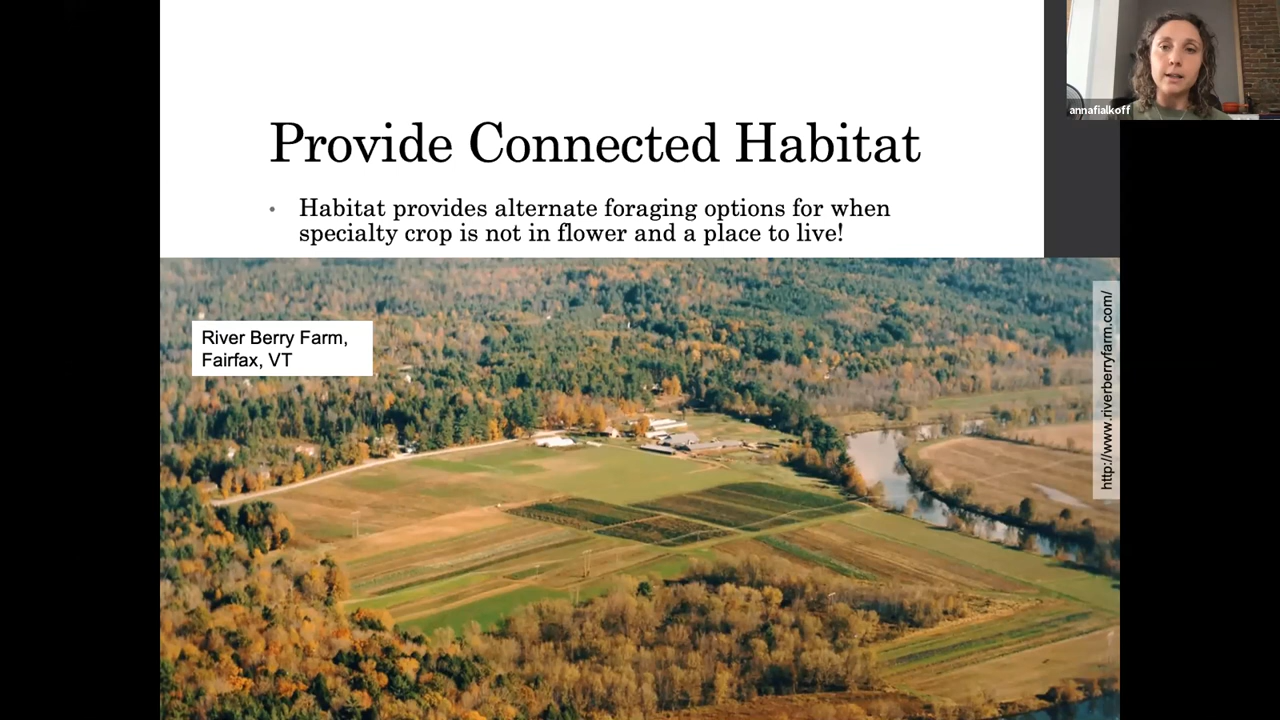 Provide Connected Habitat
• Habitat provides alternate foraging options for when
specialty crop is not in flower and a place to live!
annafialkoff
River Berry Farm,
Fairfax, VT
http://www.riverberryfarm.com/